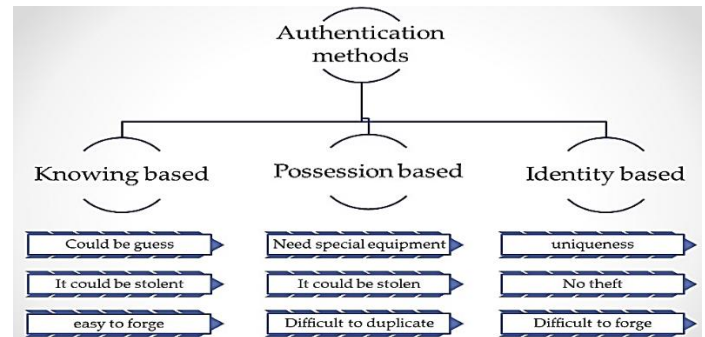 Authentication
methods
Knowing based
Possession based
Identity based
Could be guess
Need special equipment
uniqueness
It could be stolent
It could be stolen
No theft
easy to forge
Difficult to duplicate
Difficult to forge